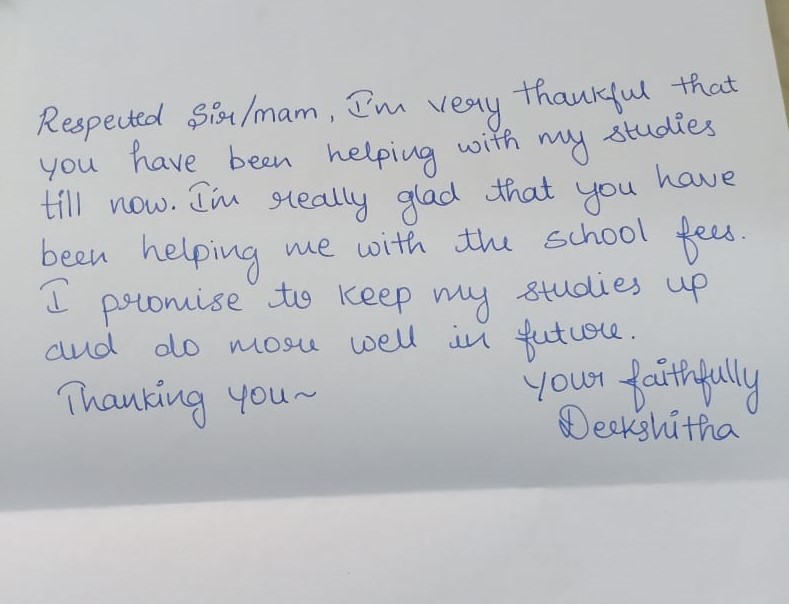 Respected Sir/mam, I'm very thankful that
you have been helping with my studies
till now. I'm really glad that you have
been helping me with the school fees.
I promise to keep my studies up
and do more well in future.
Thanking you~ your faithfully
Deekshitha